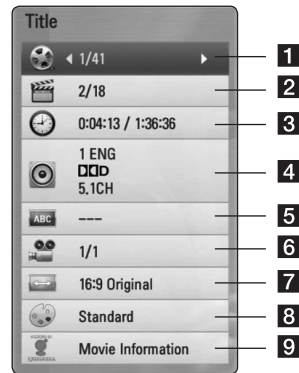 Title
1/41
1
2/18
2
0:04:13 / 1:36:36
3
1 ENG
DD D
5.1CH
4
ABC
---
5
1/1
6
16:9 Original
7
Standard
8
Movie Information
9